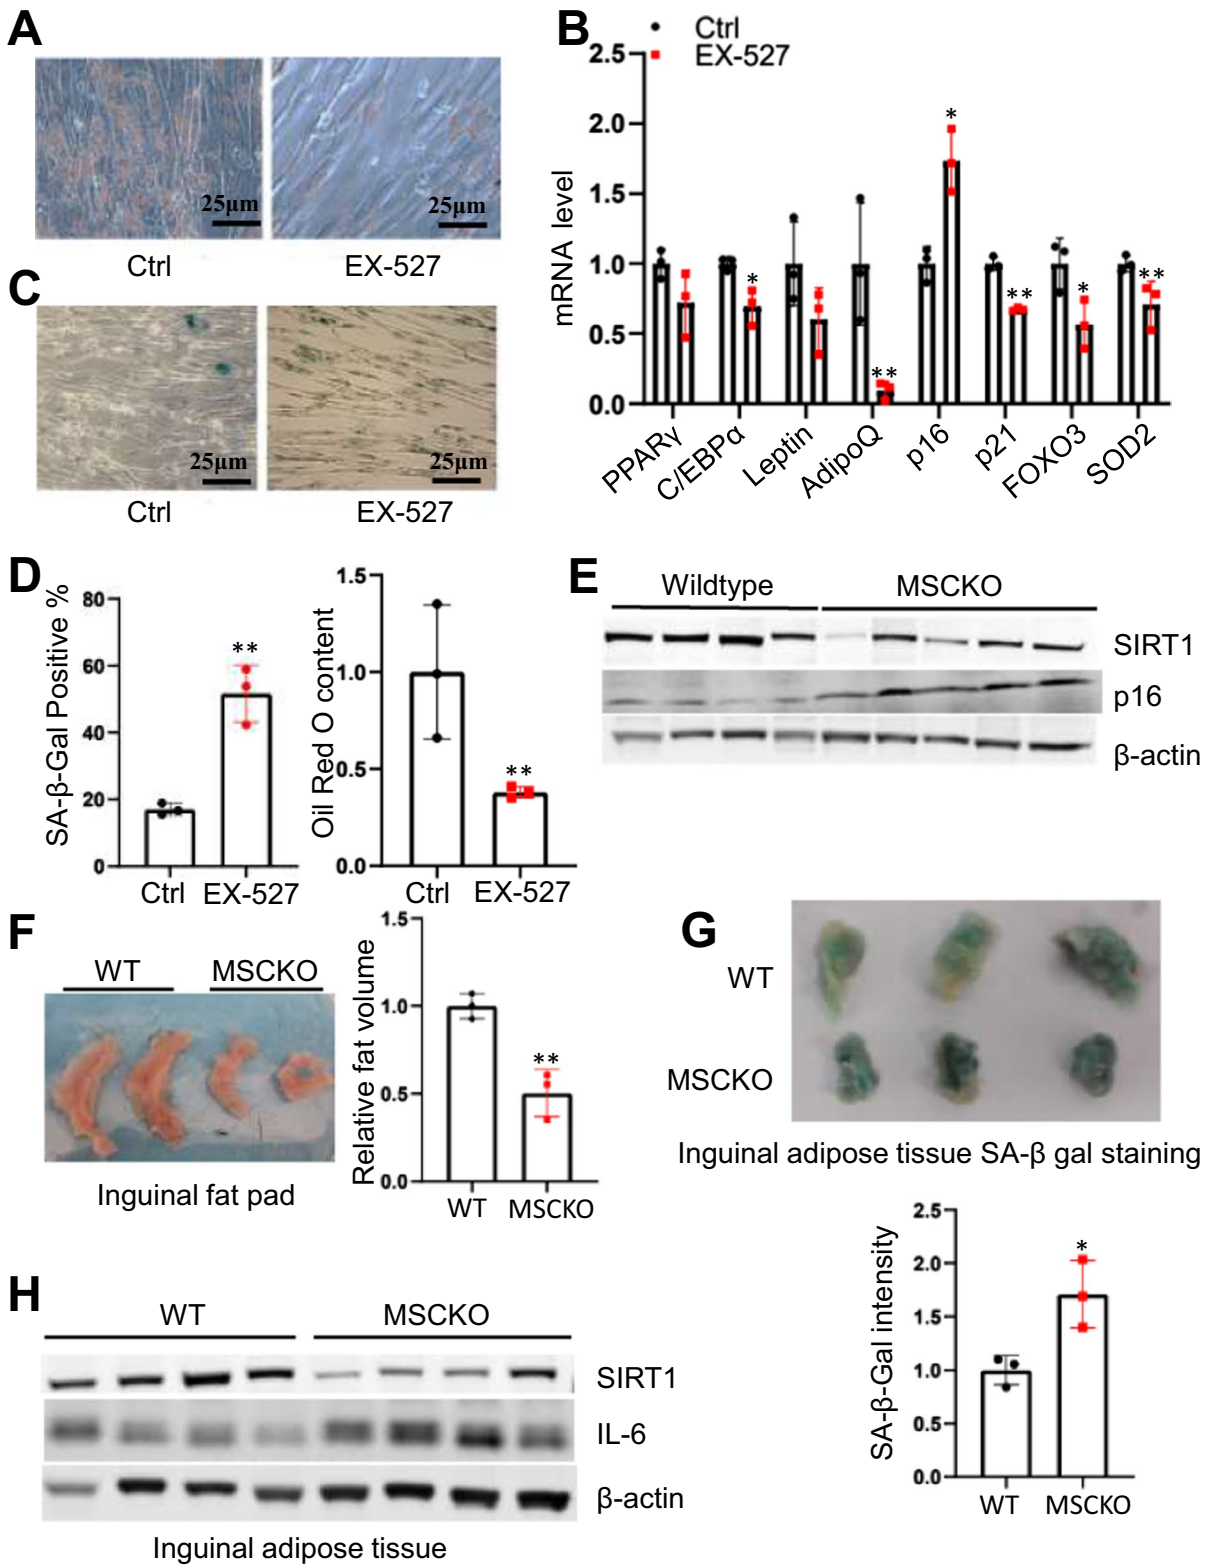 A
25μm
25μm
Ctrl
EX-527
B
Ctrl
EX-527
mRNA level
2.5
2.0
1.5
1.0
0.5
0.0
*
**
*
**
*
**
PPARγ
C/EBPα
Leptin
AdipoQ
p16
p21
FOXO3
SOD2
C
25μm
25μm
Ctrl
EX-527
D
SA-β-Gal Positive %
80
60
40
20
0
**
Ctrl
EX-527
Oil Red O content
1.5
1.0
0.5
0.0
**
Ctrl
EX-527
E
Wildtype
MSCKO
SIRT1
p16
β-actin
F
WT
MSCKO
Inguinal fat pad
Relative fat volume
1.5
1.0
0.5
0.0
**
WT
MSCKO
G
WT
MSCKO
Inguinal adipose tissue SA-β gal staining
SA-β-Gal intensity
2.5
2.0
1.5
1.0
0.5
0.0
*
WT
MSCKO
H
WT
MSCKO
SIRT1
IL-6
β-actin
Inguinal adipose tissue